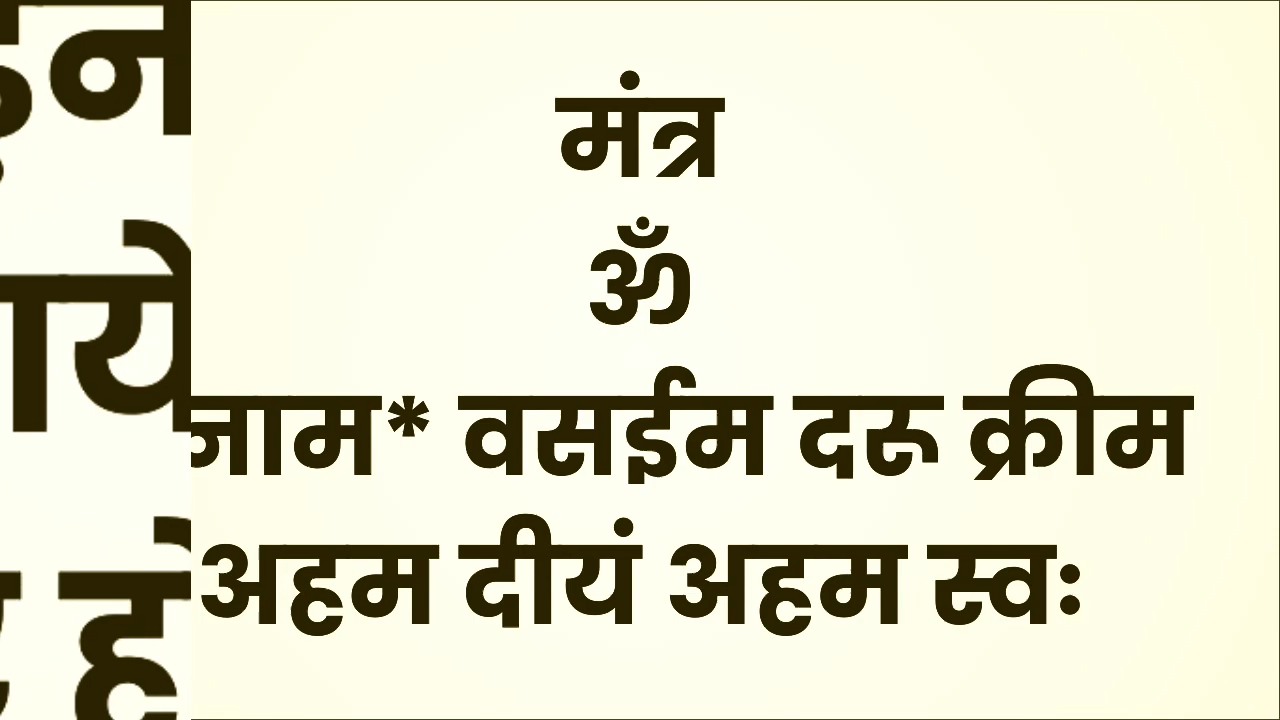 मंत्र
ॐ
नाम* वसईम दरू क्रीम
अहम दीयं अहम स्वः